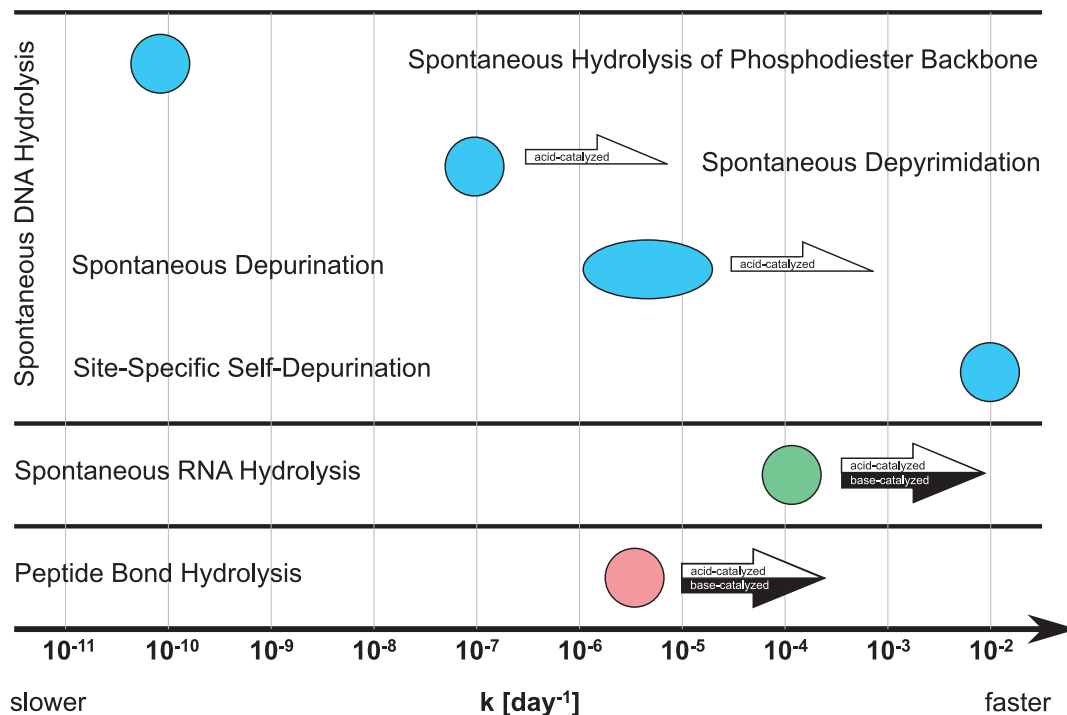 Spontaneous DNA Hydrolysis
Spontaneous Hydrolysis of Phosphodiester Backbone
acid-catalyzed
Spontaneous Depyrimidation
Spontaneous Depurination
acid-catalyzed
Site-Specific Self-Depurination
Spontaneous RNA Hydrolysis
acid-catalyzed
base-catalyzed
Peptide Bond Hydrolysis
acid-catalyzed
base-catalyzed
10⁻¹¹ 10⁻¹⁰ 10⁻⁹ 10⁻⁸ 10⁻⁷ 10⁻⁶ 10⁻⁵ 10⁻⁴ 10⁻³ 10⁻²
slower k [day⁻¹] faster